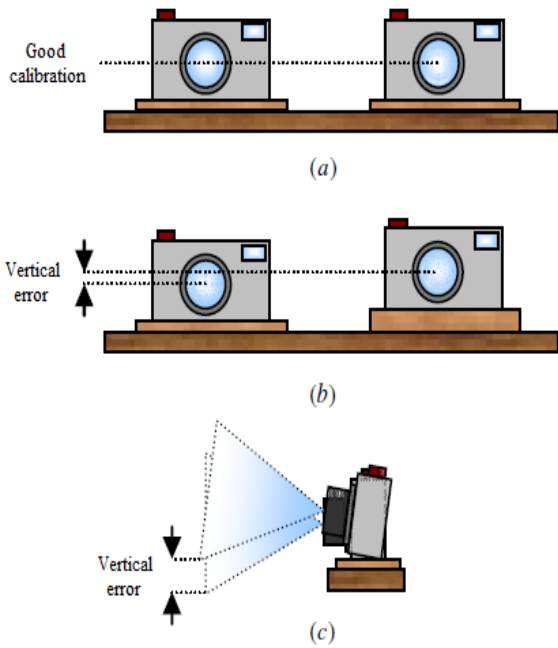 Good
calibration
(a)
Vertical
error
(b)
Vertical
error
(c)